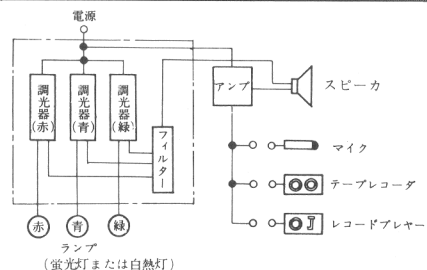 電源
調光器(赤)
調光器(青)
調光器(緑)
フィルター
アンプ
スピーカ
マイク
テープレコーダ
レコードプレヤー
赤
青
緑
ランプ
(蛍光灯または白熱灯)